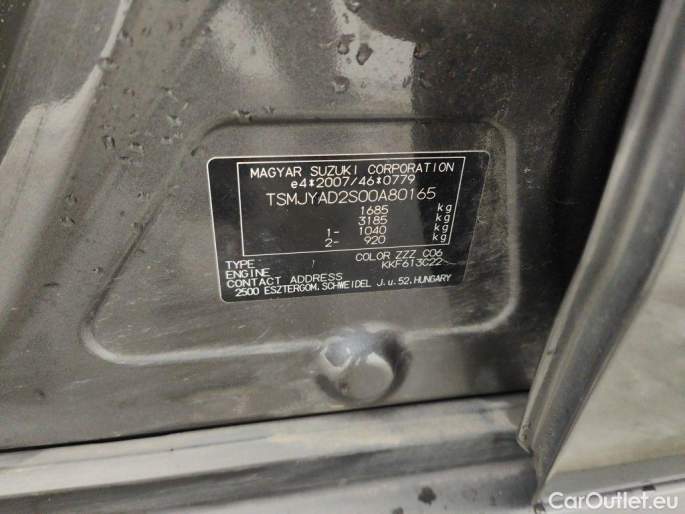 MAGYAR SUZUKI CORPORATION
e4*2007/46*0779
TSMJYAD2S00A80165
1685 kg
3185 kg
1- 1040 kg
2- 920 kg
COLOR ZZZ C06
TYPE KKF613C22
ENGINE
CONTACT ADDRESS
2500 ESZTERGOM. SCHWEIDEL J.u.52.HUNGARY
CarOutlet.eu